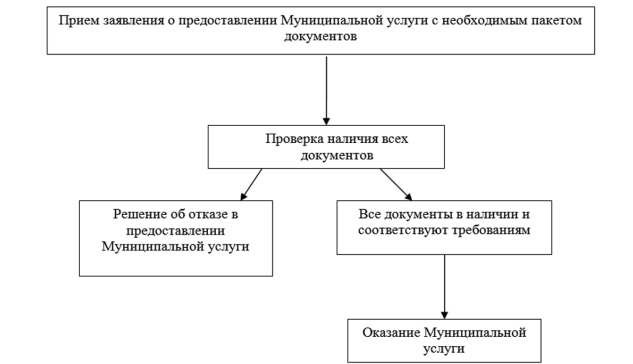 Прием заявления о предоставлении Муниципальной услуги с необходимым пакетом
документов
Проверка наличия всех
документов
Решение об отказе в
предоставлении
Муниципальной услуги
Все документы в наличии и
соответствуют требованиям
Оказание Муниципальной
услуги